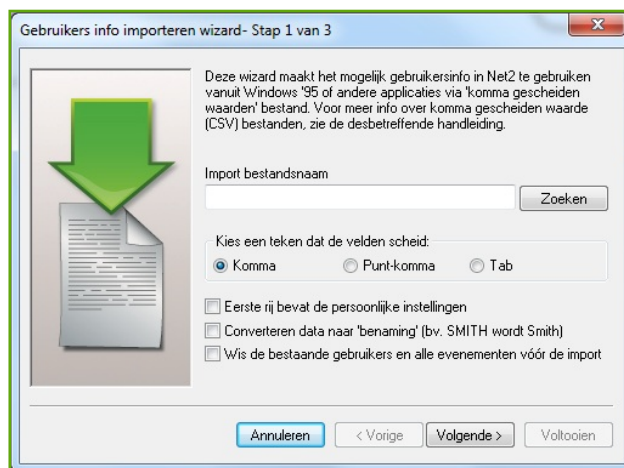 Gebruikers info importeren wizard- Stap 1 van 3
Deze wizard maakt het mogelijk gebruikersinfo in Net2 te gebruiken
vanuit Windows '95 of andere applicaties via 'komma gescheiden
waarden' bestand. Voor meer info over komma gescheiden waarde
(CSV) bestanden, zie de desbetreffende handleiding.
Import bestandsnaam
Zoeken
Kies een teken dat de velden scheid:
Komma Punt-komma Tab
Eerste rij bevat de persoonlijke instellingen
Converteren data naar 'benaming' (bv. SMITH wordt Smith)
Wis de bestaande gebruikers en alle evenementen vóór de import
Annuleren < Vorige Volgende > Voltooien